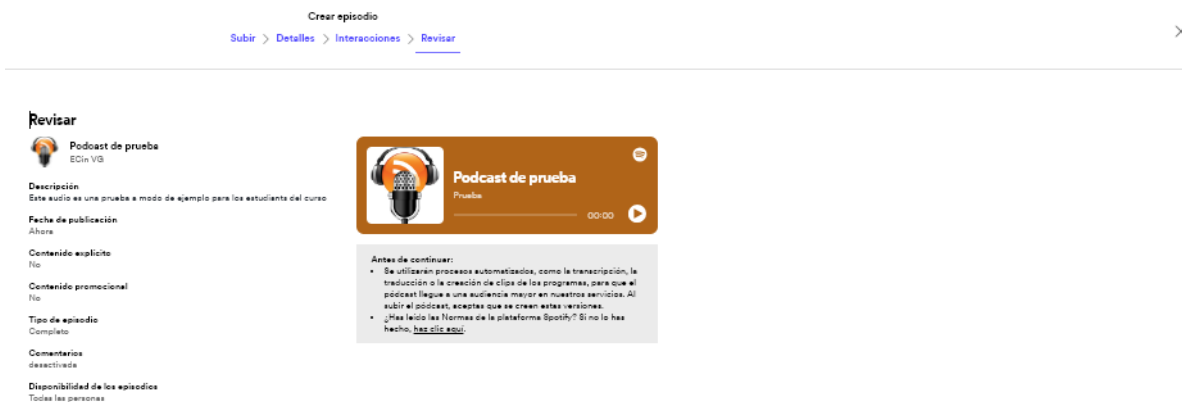 Crear episodio
Subir > Detalles > Interacciones > Revisar
Revisar
Podcast de prueba
ECin VG
Descripción
Este audio es una prueba a modo de ejemplo para los estudiants del curso
Fecha de publicación
Ahora
Contenido explícito
No
Contenido promocional
No
Tipo de episodio
Completo
Comentarios
desactivada
Disponibilidad de los episodios
Todas las personas
Podcast de prueba
Prueba
00:00
Antes de continuar:
• Se utilizarán procesos automatizados, como la transcripción, la
traducción o la creación de clips de los programas, para que el
pódcast llegue a una audiencia mayor en nuestros servicios. Al
subir el pódcast, aceptas que se creen estas versiones.
• ¿Has leído las Normas de la plataforma Spotify? Si no lo has
hecho, haz clic aquí.